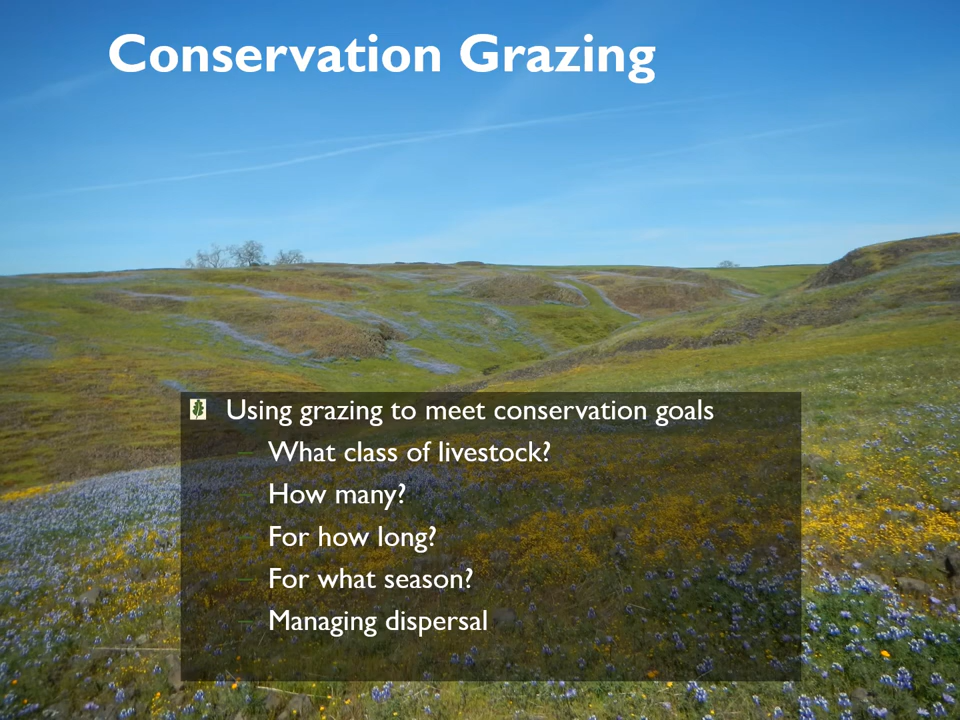 Conservation Grazing
Using grazing to meet conservation goals
– What class of livestock?
– How many?
– For how long?
– For what season?
– Managing dispersal